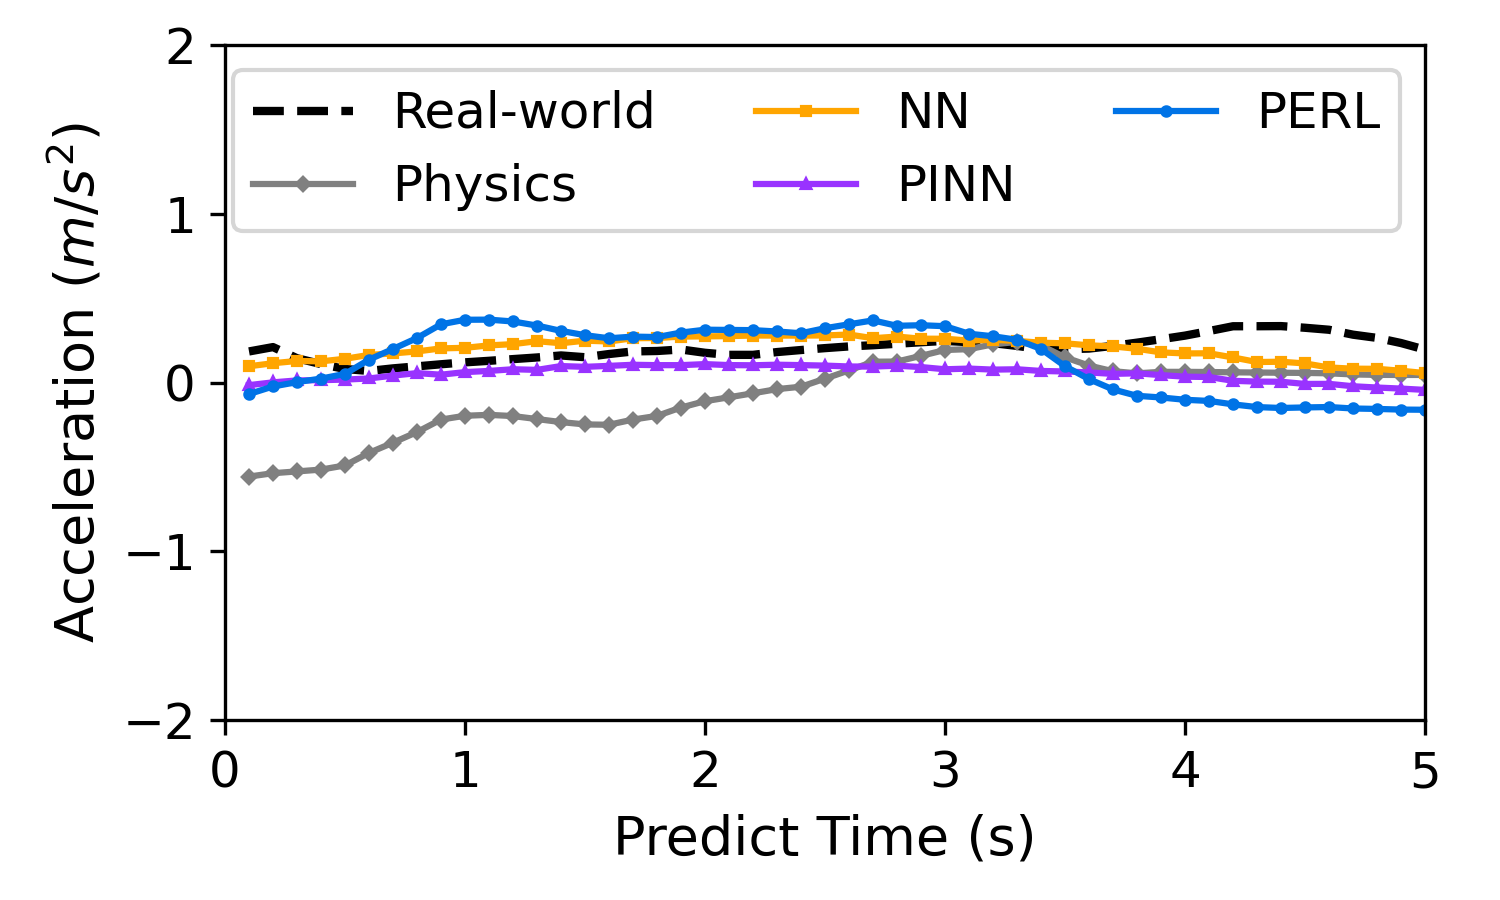 2
1
0
−1
−2
Acceleration (m/s²)
Real-world
Physics
NN
PINN
PERL
0 1 2 3 4 5
Predict Time (s)